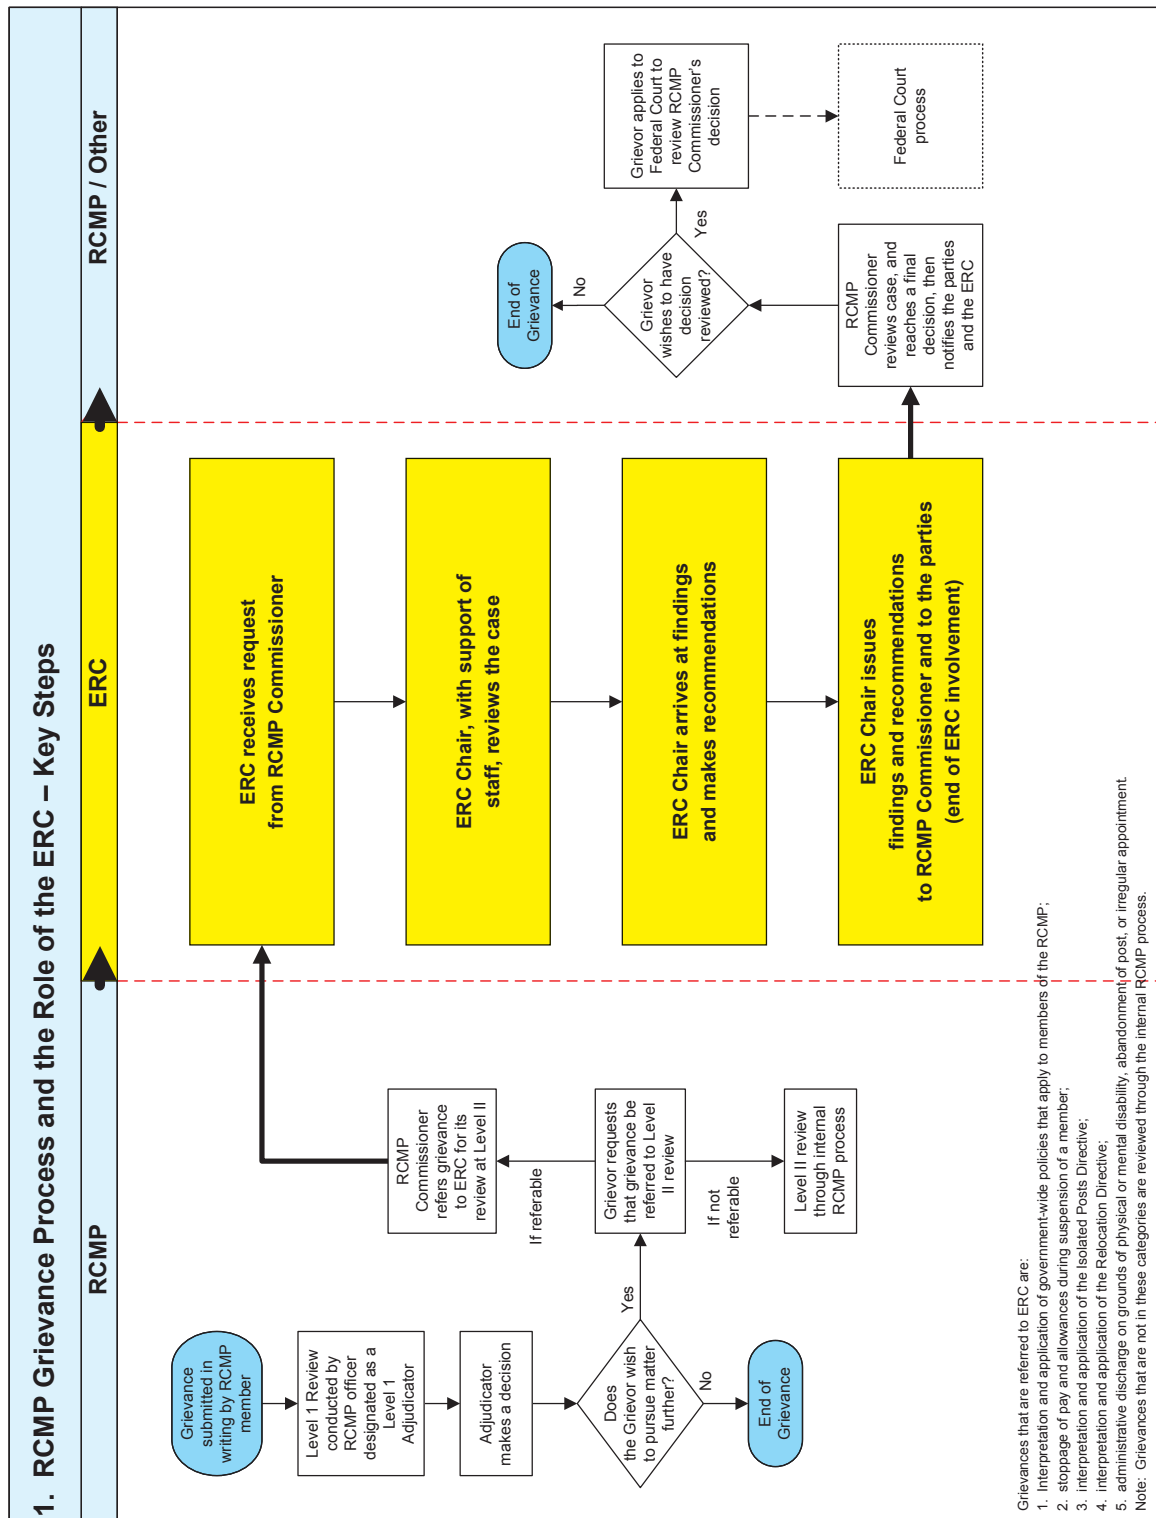 1. RCMP Grievance Process and the Role of the ERC – Key Steps
RCMP
ERC
RCMP / Other
Grievance
submitted in
writing by RCMP
member
Level 1 Review
conducted by
RCMP officer
designated as a
Level 1
Adjudicator
Adjudicator
makes a decision
Does
the Grievor wish
to pursue matter
further?
No
End of
Grievance
Yes
Grievor requests
that grievance be
referred to Level
II review
If not
referable
Level II review
through internal
RCMP process
If referable
RCMP
Commissioner
refers grievance
to ERC for its
review at Level II
ERC receives request
from RCMP Commissioner
ERC Chair, with support of
staff, reviews the case
ERC Chair arrives at findings
and makes recommendations
ERC Chair issues
findings and recommendations
to RCMP Commissioner and to the parties
(end of ERC involvement)
RCMP
Commissioner
reviews case, and
reaches a final
decision, then
notifies the parties
and the ERC
Grievor
wishes to have
decision
reviewed?
No
End of
Grievance
Yes
Grievor applies to
Federal Court to
review RCMP
Commissioner's
decision
Federal Court
process
Grievances that are referred to ERC are:
1. Interpretation and application of government-wide policies that apply to members of the RCMP;
2. stoppage of pay and allowances during suspension of a member;
3. interpretation and application of the Isolated Posts Directive;
4. interpretation and application of the Relocation Directive;
5. administrative discharge on grounds of physical or mental disability, abandonment of post, or irregular appointment.
Note: Grievances that are not in these categories are reviewed through the internal RCMP process.